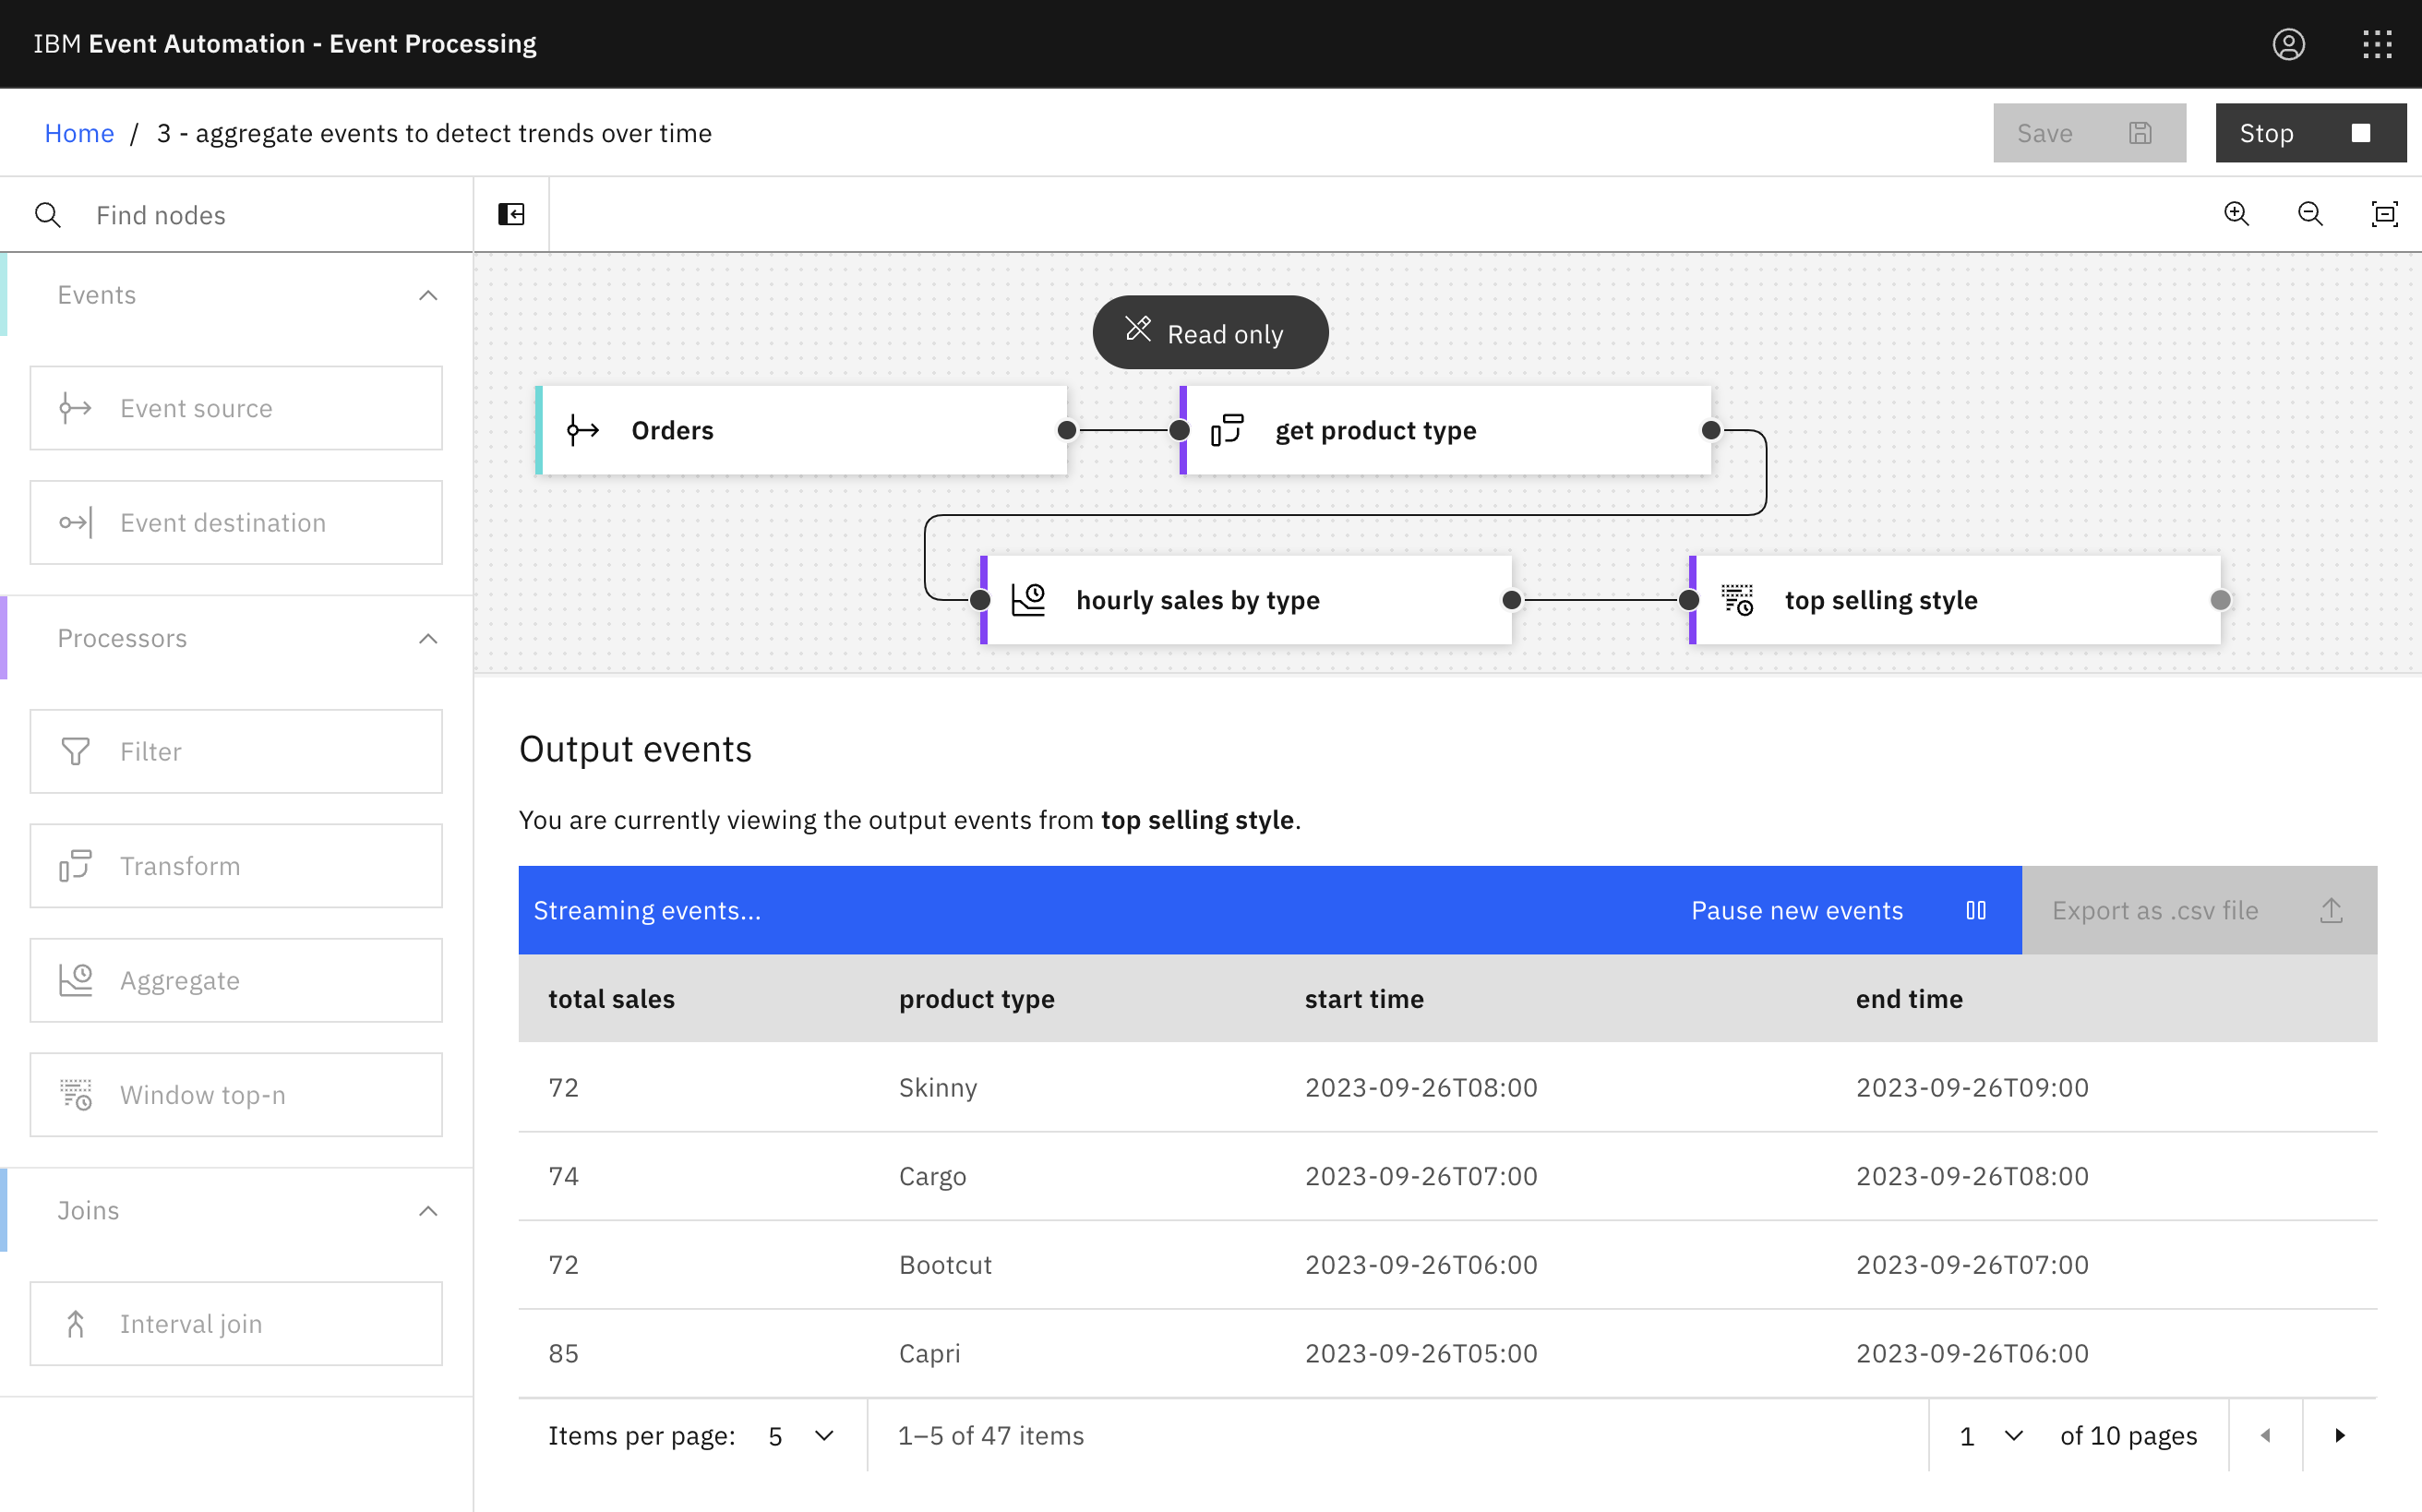 IBM Event Automation - Event Processing
Home / 3 - aggregate events to detect trends over time
Save
Stop
Find nodes
Events
Event source
Event destination
Processors
Filter
Transform
Aggregate
Window top-n
Joins
Interval join
Read only
Orders
get product type
hourly sales by type
top selling style
Output events
You are currently viewing the output events from top selling style.
Streaming events...
Pause new events
Export as .csv file
total sales product type start time end time
72 Skinny 2023-09-26T08:00 2023-09-26T09:00
74 Cargo 2023-09-26T07:00 2023-09-26T08:00
72 Bootcut 2023-09-26T06:00 2023-09-26T07:00
85 Capri 2023-09-26T05:00 2023-09-26T06:00
Items per page: 5 1–5 of 47 items 1 of 10 pages